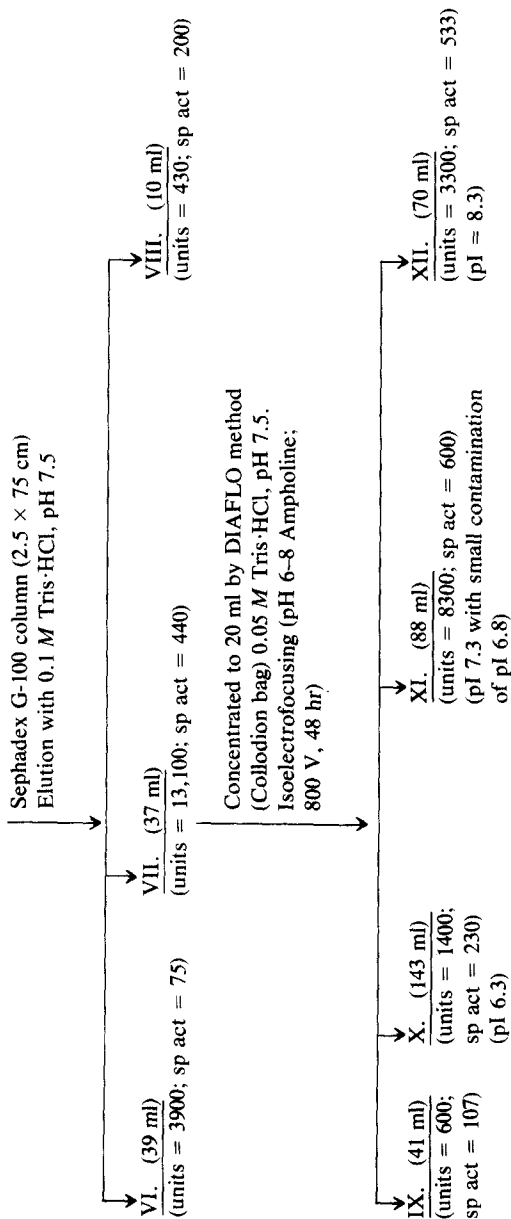 Sephadex G-100 column (2.5 × 75 cm)
Elution with 0.1 M Tris·HCl, pH 7.5
VI. (39 ml)
(units = 3900; sp act = 75)
VII. (37 ml)
(units = 13,100; sp act = 440)
VIII. (10 ml)
(units = 430; sp act = 200)
Concentrated to 20 ml by DIAFLO method
(Collodion bag) 0.05 M Tris·HCl, pH 7.5.
Isoelectrofocusing (pH 6–8 Ampholine;
800 V, 48 hr)
IX. (41 ml)
(units = 600;
sp act = 107)
X. (143 ml)
(units = 1400;
sp act = 230)
(pI 6.3)
XI. (88 ml)
(units = 8300; sp act = 600)
(pI 7.3 with small contamination
of pI 6.8)
XII. (70 ml)
(units = 3300; sp act = 533)
(pI = 8.3)